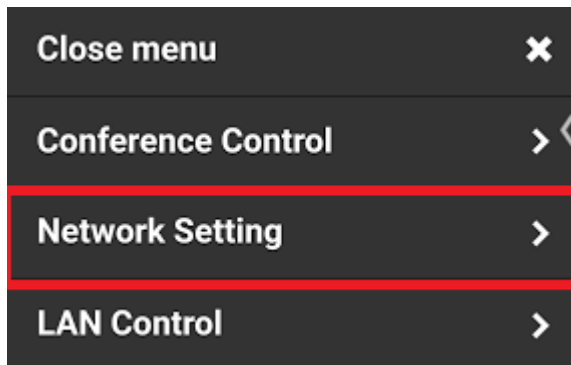 Close menu
Conference Control
Network Setting
LAN Control